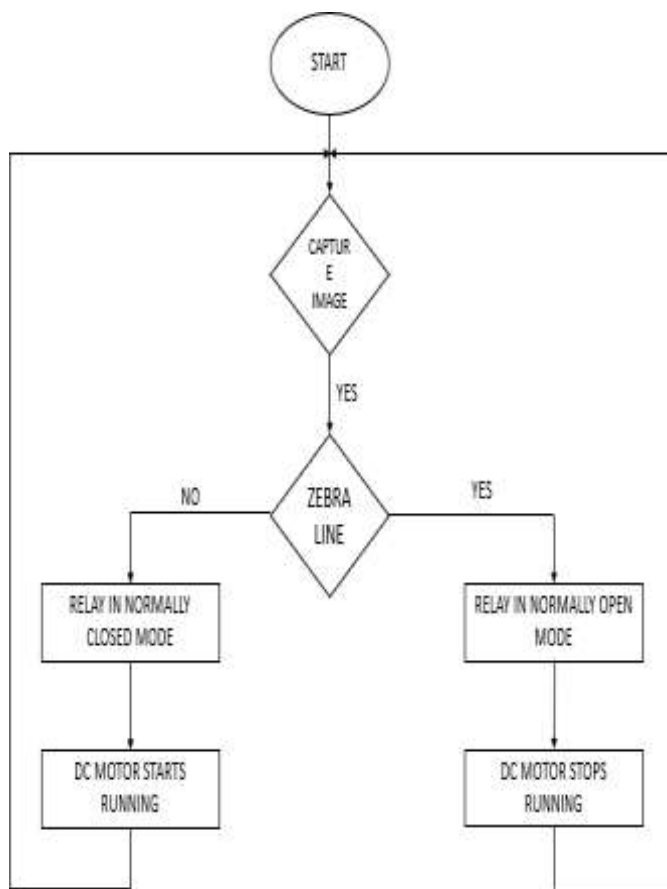 START
CAPTUR
E
IMAGE
YES
ZEBRA
LINE
NO
YES
RELAY IN NORMALLY
CLOSED MODE
RELAY IN NORMALLY OPEN
MODE
DC MOTOR STARTS
RUNNING
DC MOTOR STOPS
RUNNING